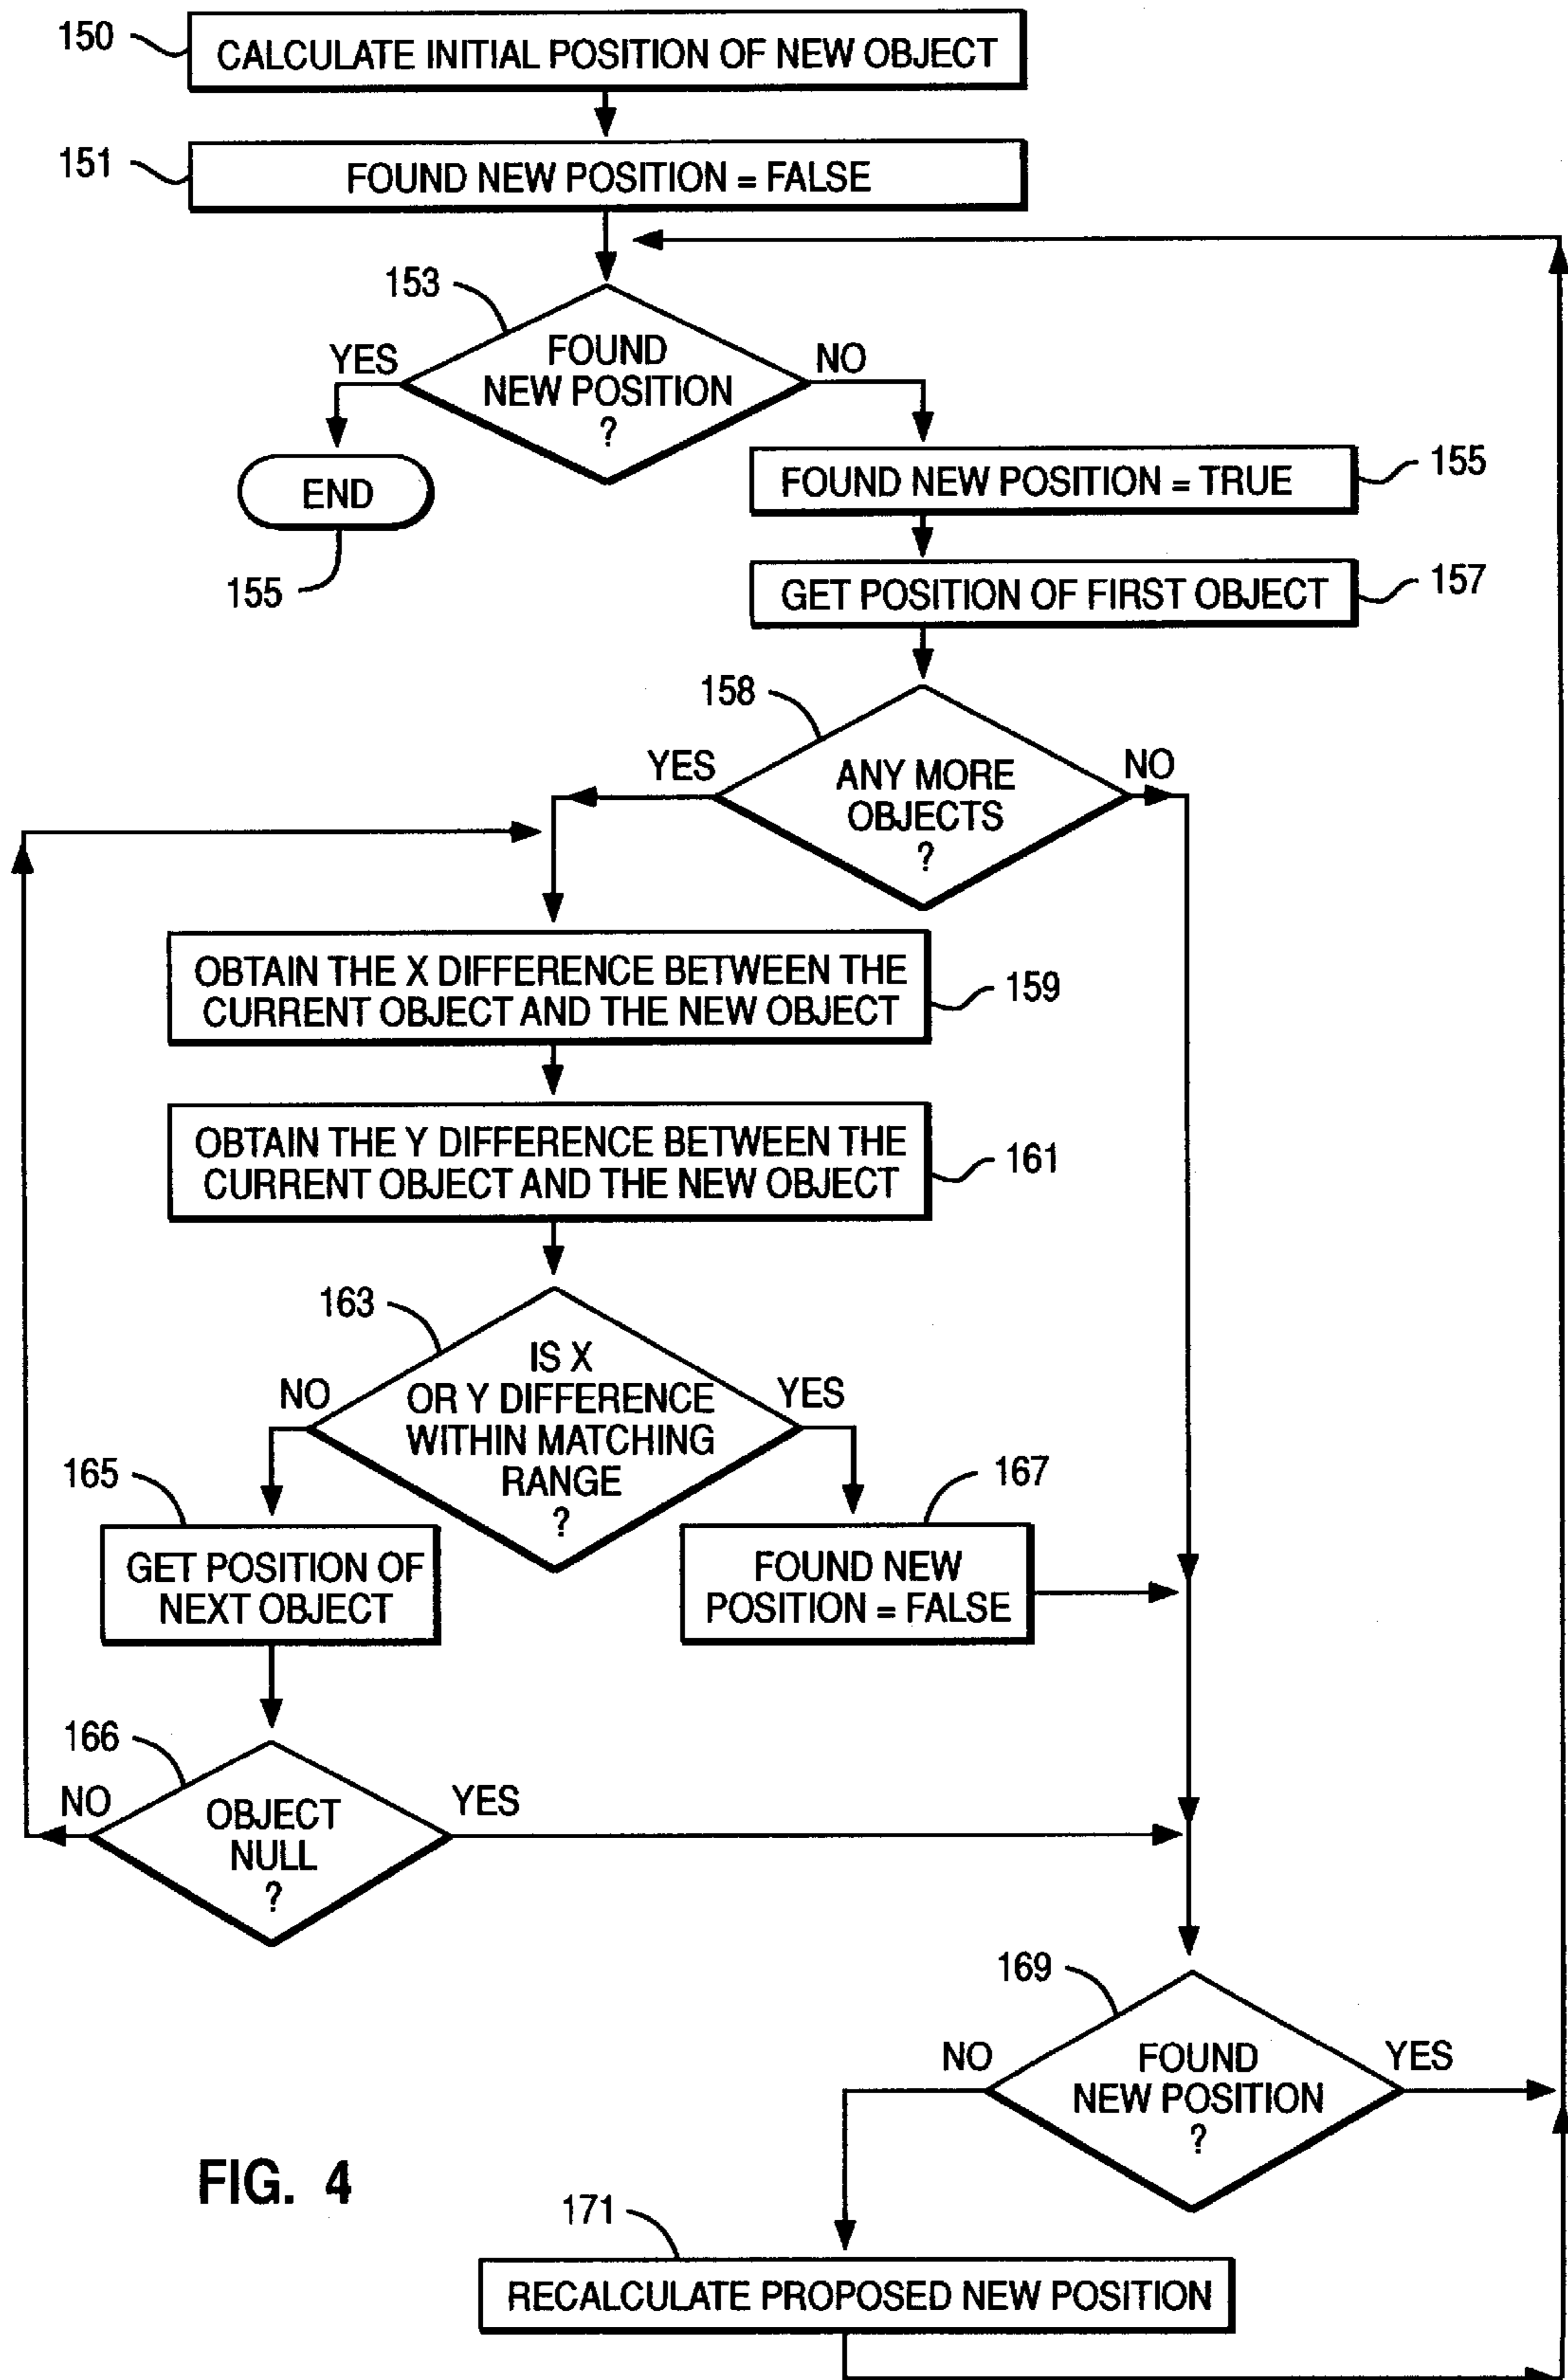 150
CALCULATE INITIAL POSITION OF NEW OBJECT
151
FOUND NEW POSITION = FALSE
153
FOUND
NEW POSITION
?
YES
NO
END
155
FOUND NEW POSITION = TRUE
155
GET POSITION OF FIRST OBJECT
157
158
ANY MORE
OBJECTS
?
YES
NO
OBTAIN THE X DIFFERENCE BETWEEN THE
CURRENT OBJECT AND THE NEW OBJECT
159
OBTAIN THE Y DIFFERENCE BETWEEN THE
CURRENT OBJECT AND THE NEW OBJECT
161
163
IS X
OR Y DIFFERENCE
WITHIN MATCHING
RANGE
?
NO
YES
165
GET POSITION OF
NEXT OBJECT
167
FOUND NEW
POSITION = FALSE
166
OBJECT
NULL
?
NO
YES
169
FOUND
NEW POSITION
?
NO
YES
FIG. 4
171
RECALCULATE PROPOSED NEW POSITION